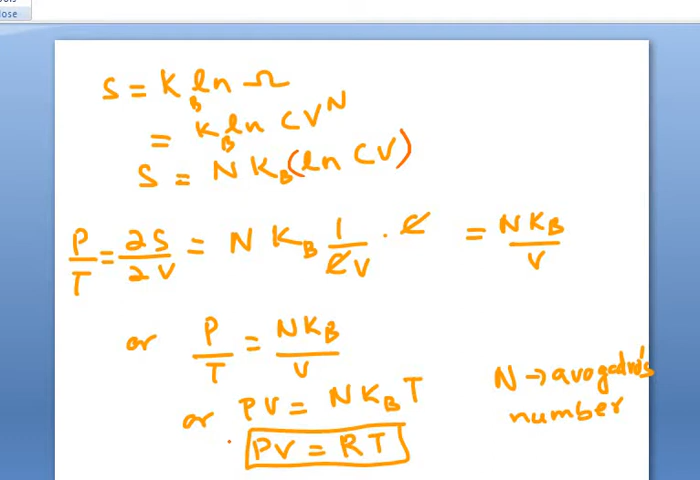 lose
S = K_B ln Ω
= K_B ln CV^N
S = N K_B (ln CV)
P/T = ∂S/∂V = N K_B 1/CV · C = N K_B/V
or P/T = N K_B/V
or PV = N K_B T
PV = RT
N → avogadro's
number